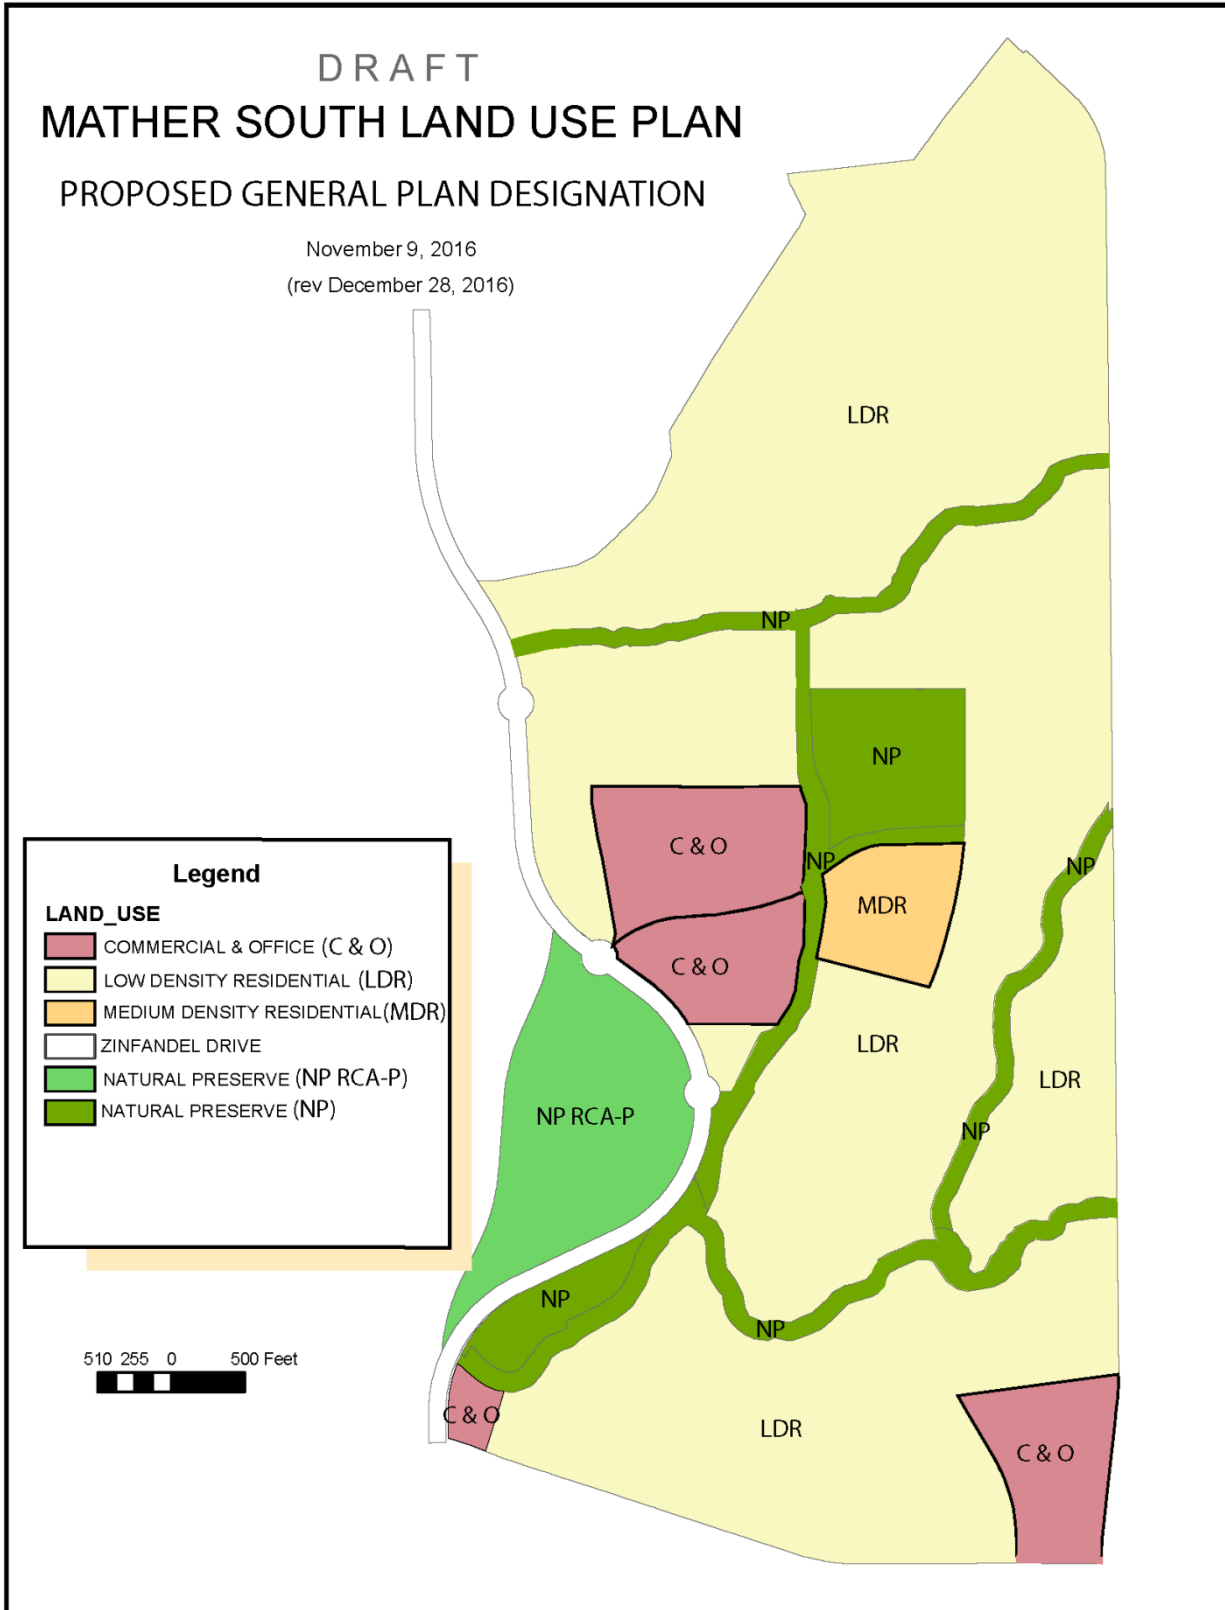 DRAFT
MATHER SOUTH LAND USE PLAN
PROPOSED GENERAL PLAN DESIGNATION
November 9, 2016
(rev December 28, 2016)
LDR
NP
NP
C & O
NP
NP
MDR
C & O
LDR
LDR
NP RCA-P
NP
NP
NP
C & O
LDR
C & O
Legend
LAND_USE
COMMERCIAL & OFFICE (C & O)
LOW DENSITY RESIDENTIAL (LDR)
MEDIUM DENSITY RESIDENTIAL(MDR)
ZINFANDEL DRIVE
NATURAL PRESERVE (NP RCA-P)
NATURAL PRESERVE (NP)
510 255 0 500 Feet